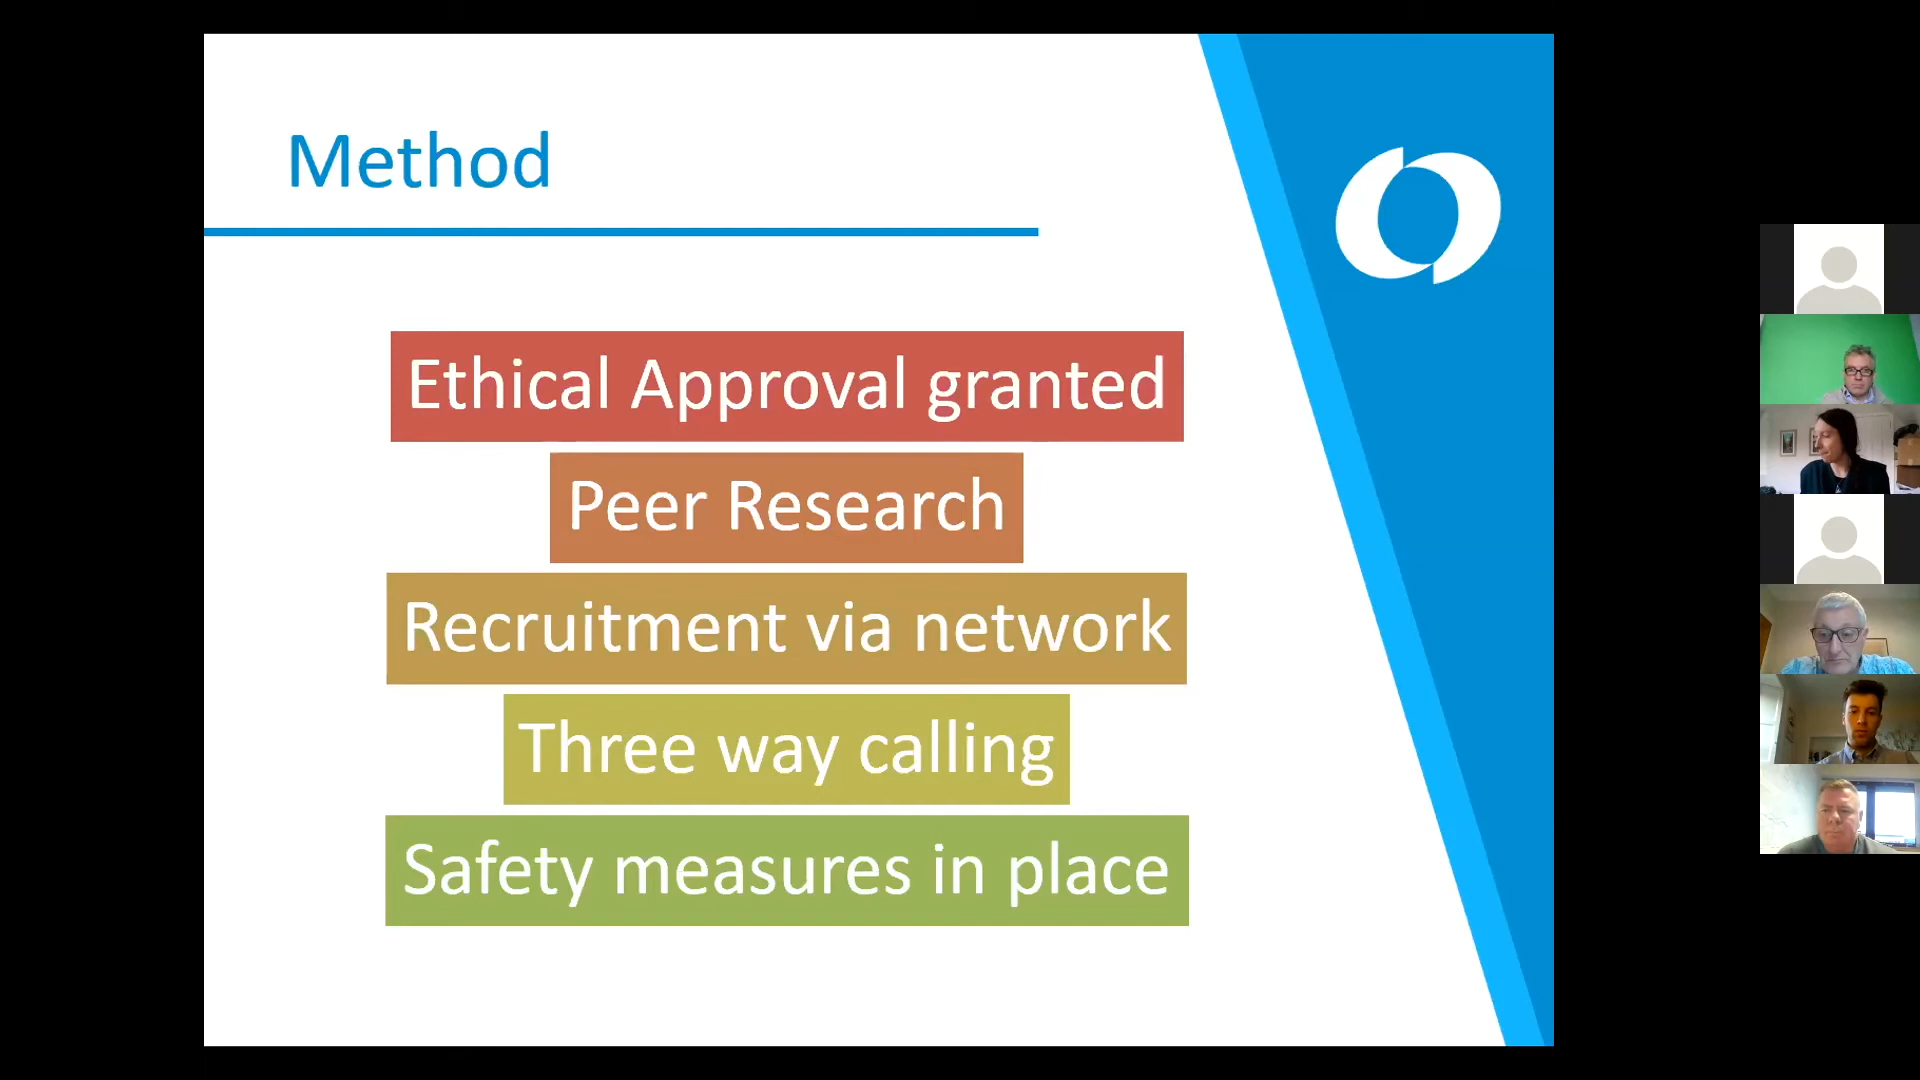 Method
Ethical Approval granted
Peer Research
Recruitment via network
Three way calling
Safety measures in place